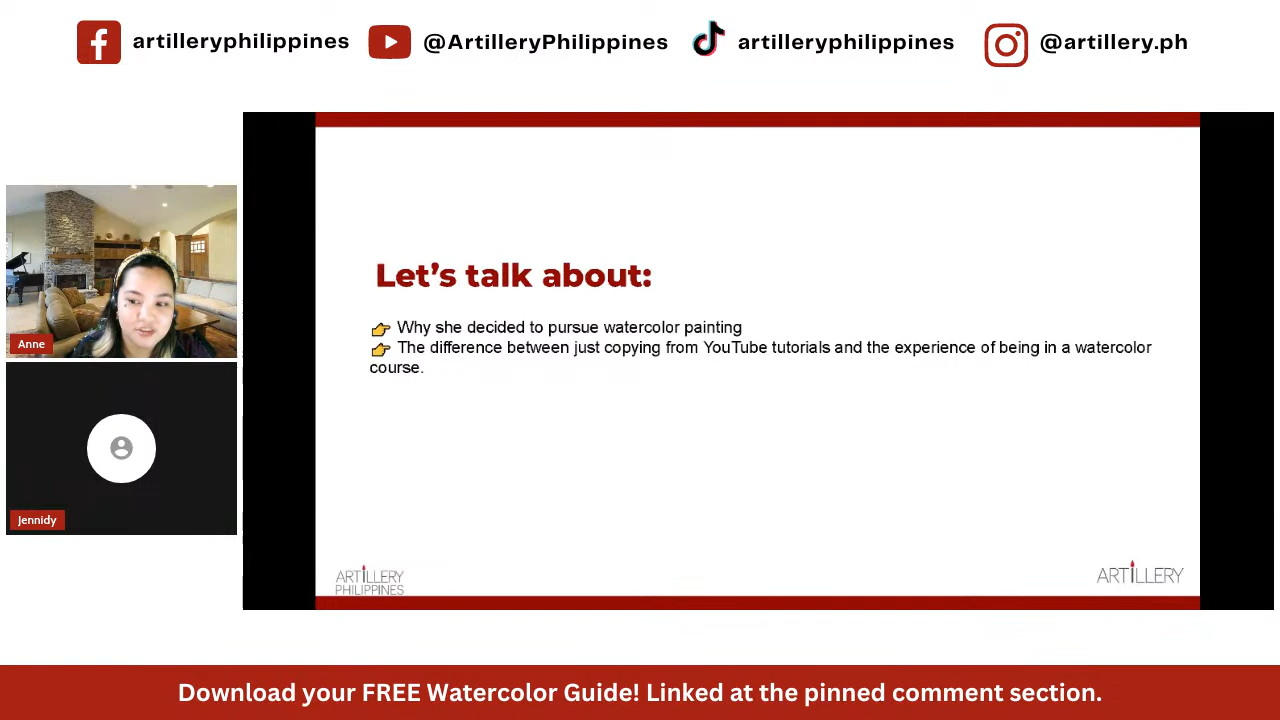 artilleryphilippines @ArtilleryPhilippines artilleryphilippines @artillery.ph
Let's talk about:
👉 Why she decided to pursue watercolor painting
👉 The difference between just copying from YouTube tutorials and the experience of being in a watercolor
course.
Anne
Jennidy
ARTILLERY
PHILIPPINES
ARTILLERY
Download your FREE Watercolor Guide! Linked at the pinned comment section.